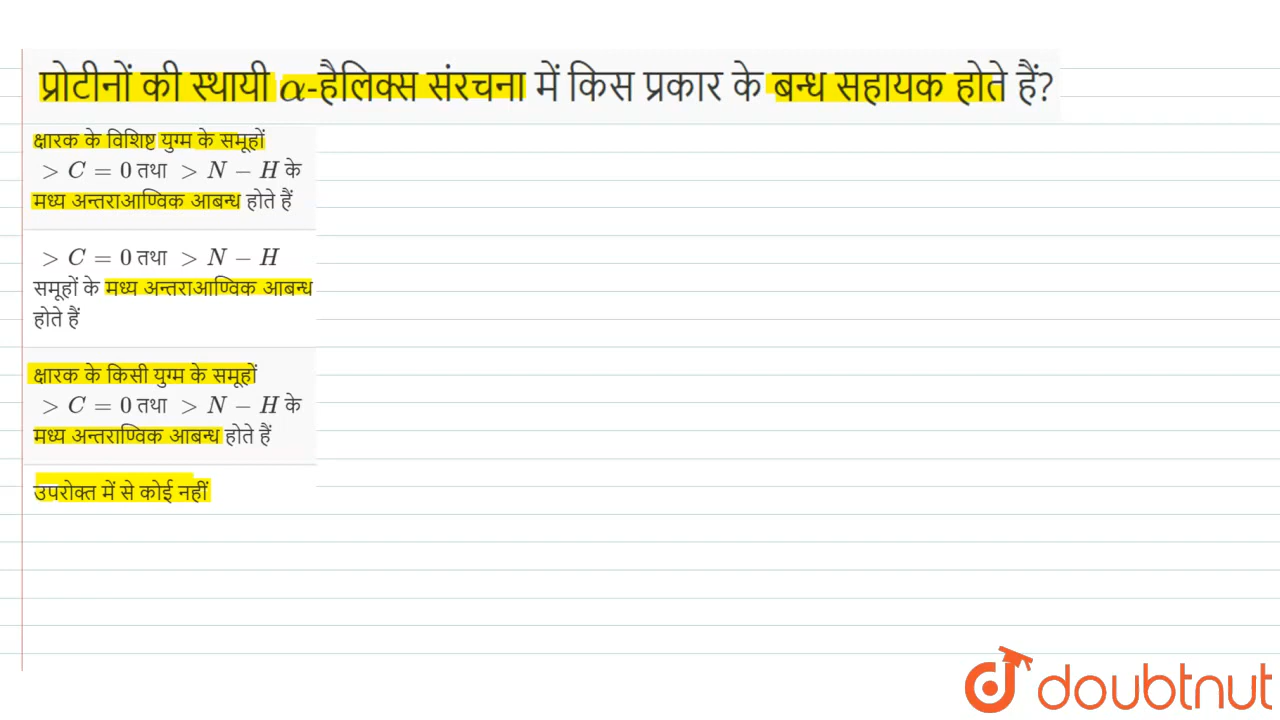 प्रोटीनों की स्थायी α-हैलिक्स संरचना में किस प्रकार के बन्ध सहायक होते हैं?
क्षारक के विशिष्ट युग्म के समूहों
> C = 0 तथा > N − H के
मध्य अन्तराआण्विक आबन्ध होते हैं
> C = 0 तथा > N − H
समूहों के मध्य अन्तराआण्विक आबन्ध
होते हैं
क्षारक के किसी युग्म के समूहों
> C = 0 तथा > N − H के
मध्य अन्तराण्विक आबन्ध होते हैं
उपरोक्त में से कोई नहीं
doubtnut